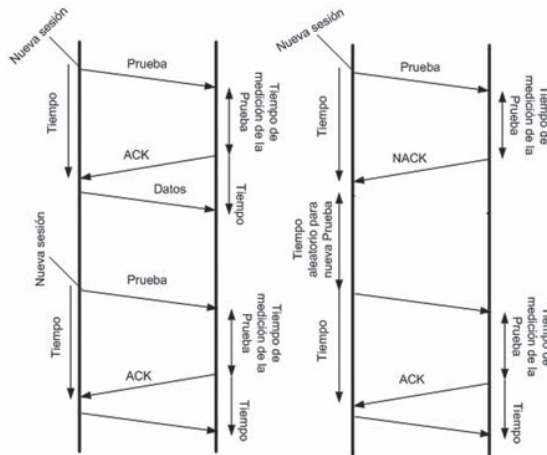 Nueva sesión
Prueba
Tiempo
Tiempo de
medición de la
Prueba
ACK
Datos
Tiempo
Nueva sesión
Prueba
Tiempo
Tiempo de
medición de la
Prueba
ACK
Tiempo
Nueva sesión
Prueba
Tiempo
Tiempo de
medición de la
Prueba
NACK
Tiempo
aleatorio para
nueva Prueba
Tiempo
Tiempo de
medición de la
Prueba
ACK
Tiempo